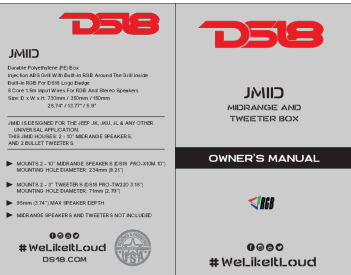 DS18
JMIID
Durable Polyethylene (PE) Box
Injection ABS Grill With Built-in RGB Around The Grill Inside
Built-in RGB For DS18 Logo Badge
8 Core 1.5m Input Wires For RGB And Stereo Speakers
Size: D x W x H: 730mm / 350mm / 150mm
28.74" / 13.77" / 5.9"
JMIID IS DESIGNED FOR THE JEEP JK, JKU, JL & ANY OTHER
UNIVERSAL APPLICATION.
THIS JMIID HOUSES: 2 - 10" MIDRANGE SPEAKERS,
AND 2 BULLET TWEETERS.
MOUNTS 2 - 10" MIDRANGE SPEAKERS (DS18 PRO-X10M 10")
MOUNTING HOLE DIAMETER: 234mm (9.21")
MOUNTS 2 - 3" TWEETERS (DS18 PRO-TW220 3.15")
MOUNTING HOLE DIAMETER: 71mm (2.79")
95mm (3.74") MAX SPEAKER DEPTH
MIDRANGE SPEAKERS AND TWEETERS NOT INCLUDED
#WeLikeItLoud
DS18.COM
DS18
JMIID
MIDRANGE AND
TWEETER BOX
OWNER'S MANUAL
RGB
#WeLikeItLoud